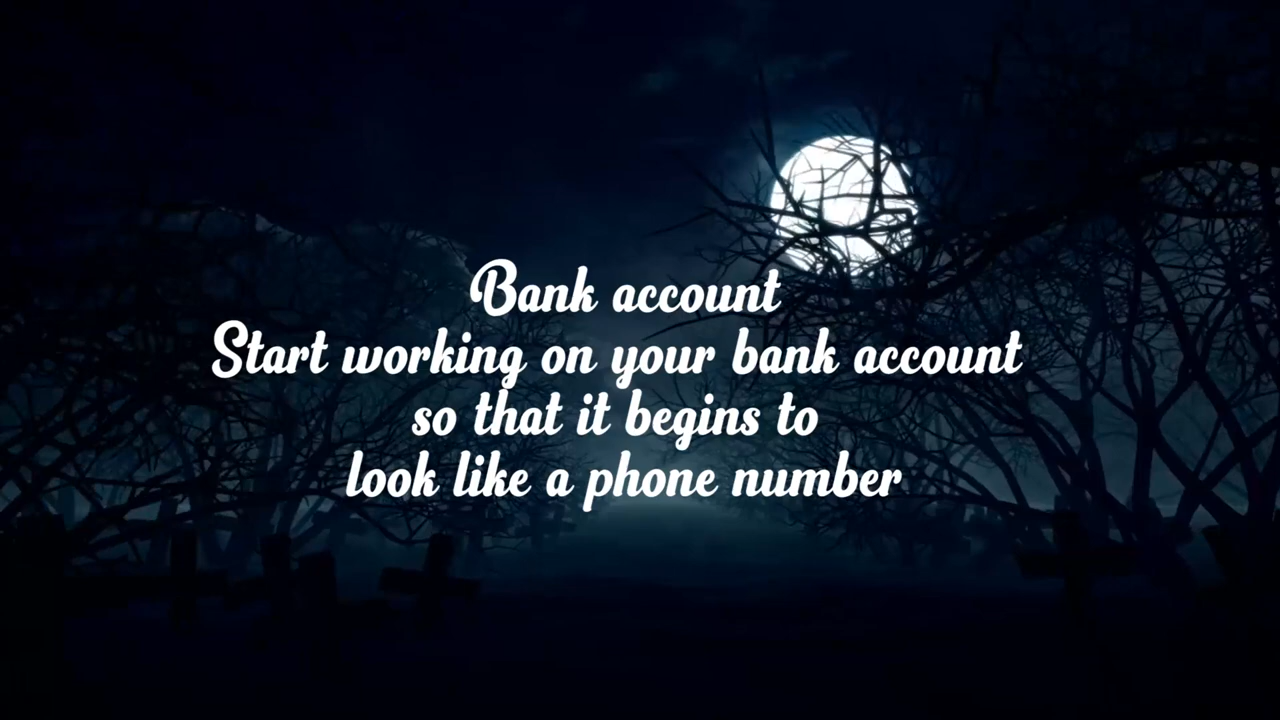 Bank account
Start working on your bank account
so that it begins to
look like a phone number